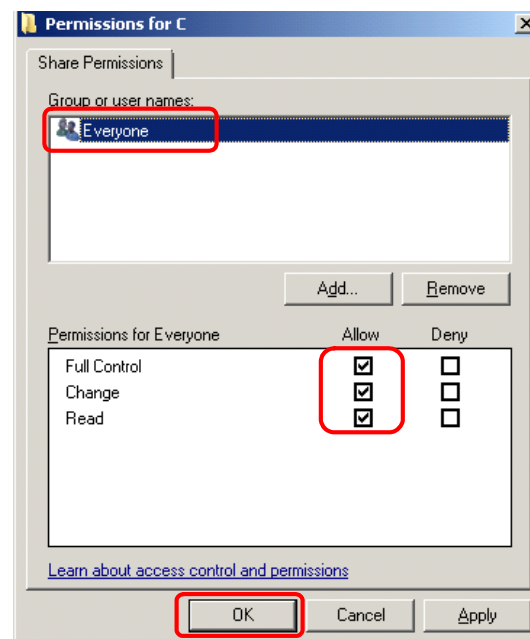 Permissions for C
Share Permissions
Group or user names:
Everyone
Add... Remove
Permissions for Everyone Allow Deny
Full Control
Change
Read
Learn about access control and permissions
OK Cancel Apply